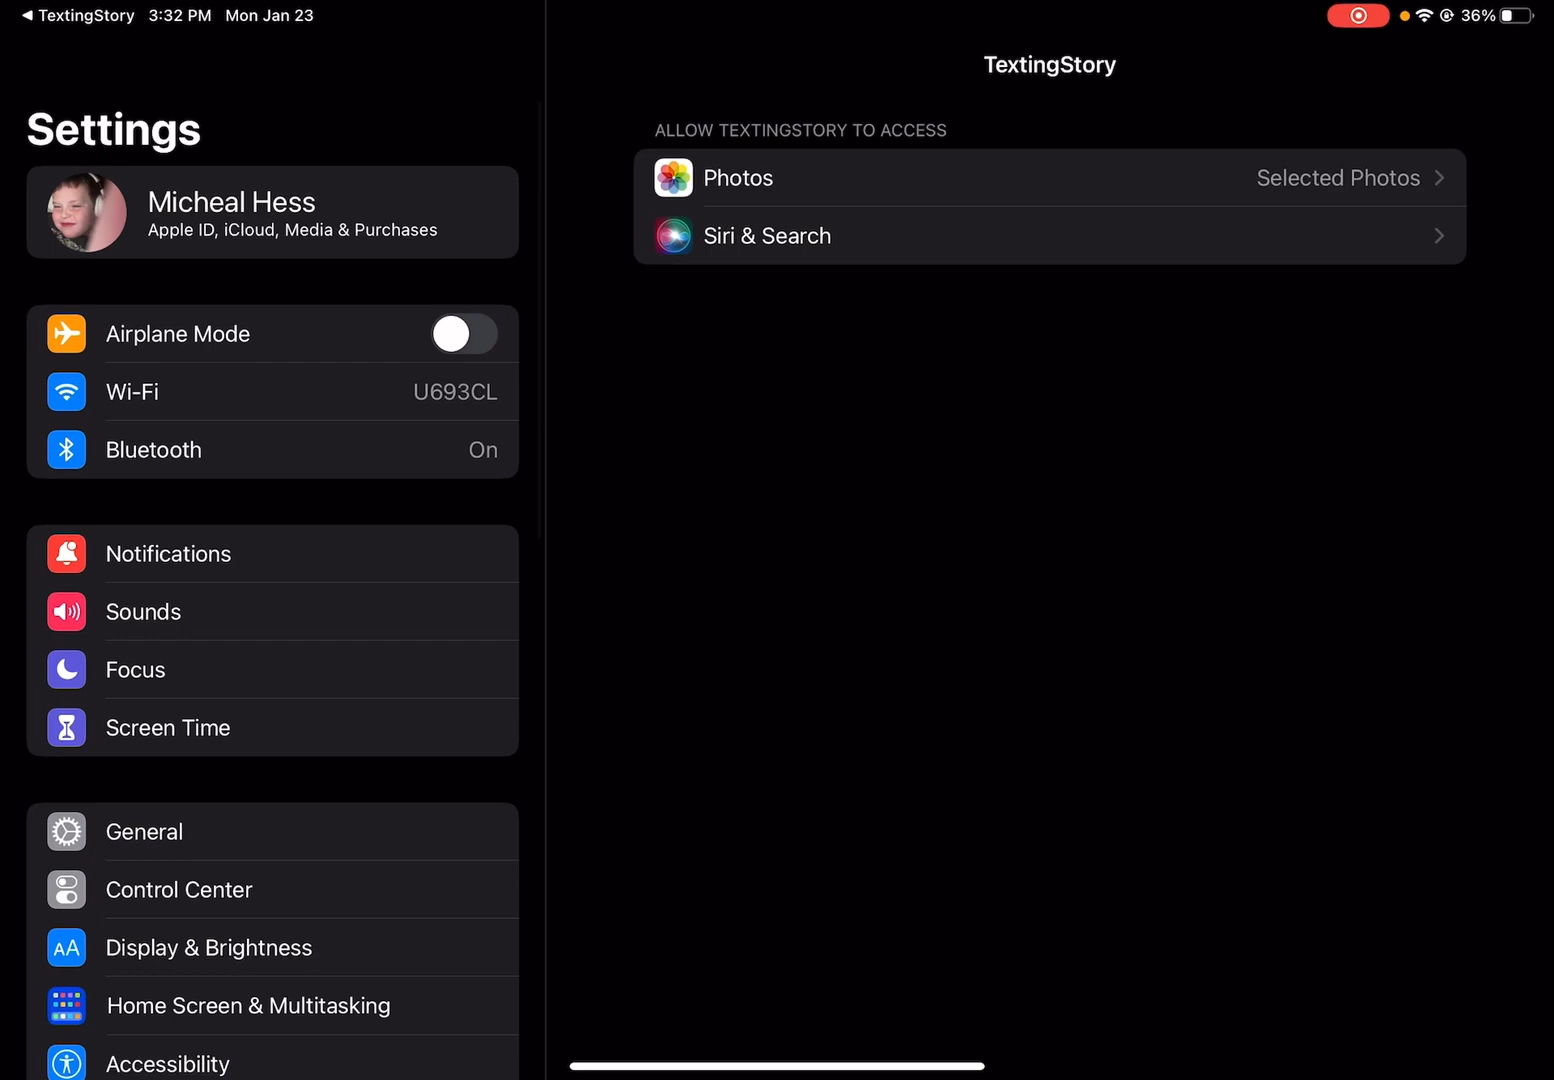 ◀ TextingStory 3:32 PM Mon Jan 23
36%
Settings
Micheal Hess
Apple ID, iCloud, Media & Purchases
Airplane Mode
Wi-Fi U693CL
Bluetooth On
Notifications
Sounds
Focus
Screen Time
General
Control Center
AA Display & Brightness
Home Screen & Multitasking
Accessibility
TextingStory
ALLOW TEXTINGSTORY TO ACCESS
Photos Selected Photos
Siri & Search